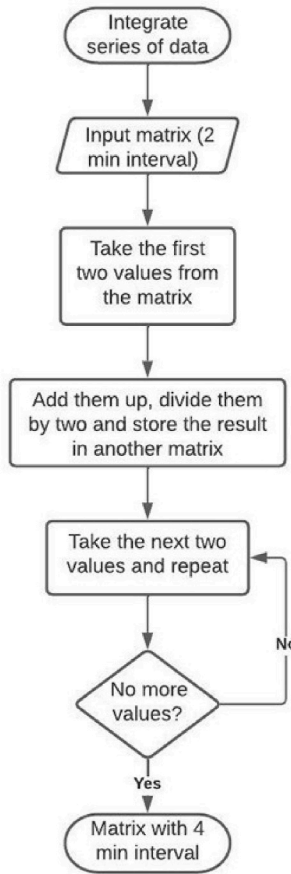 Integrate
series of data
Input matrix (2
min interval)
Take the first
two values from
the matrix
Add them up, divide them
by two and store the result
in another matrix
Take the next two
values and repeat
No
No more
values?
Yes
Matrix with 4
min interval